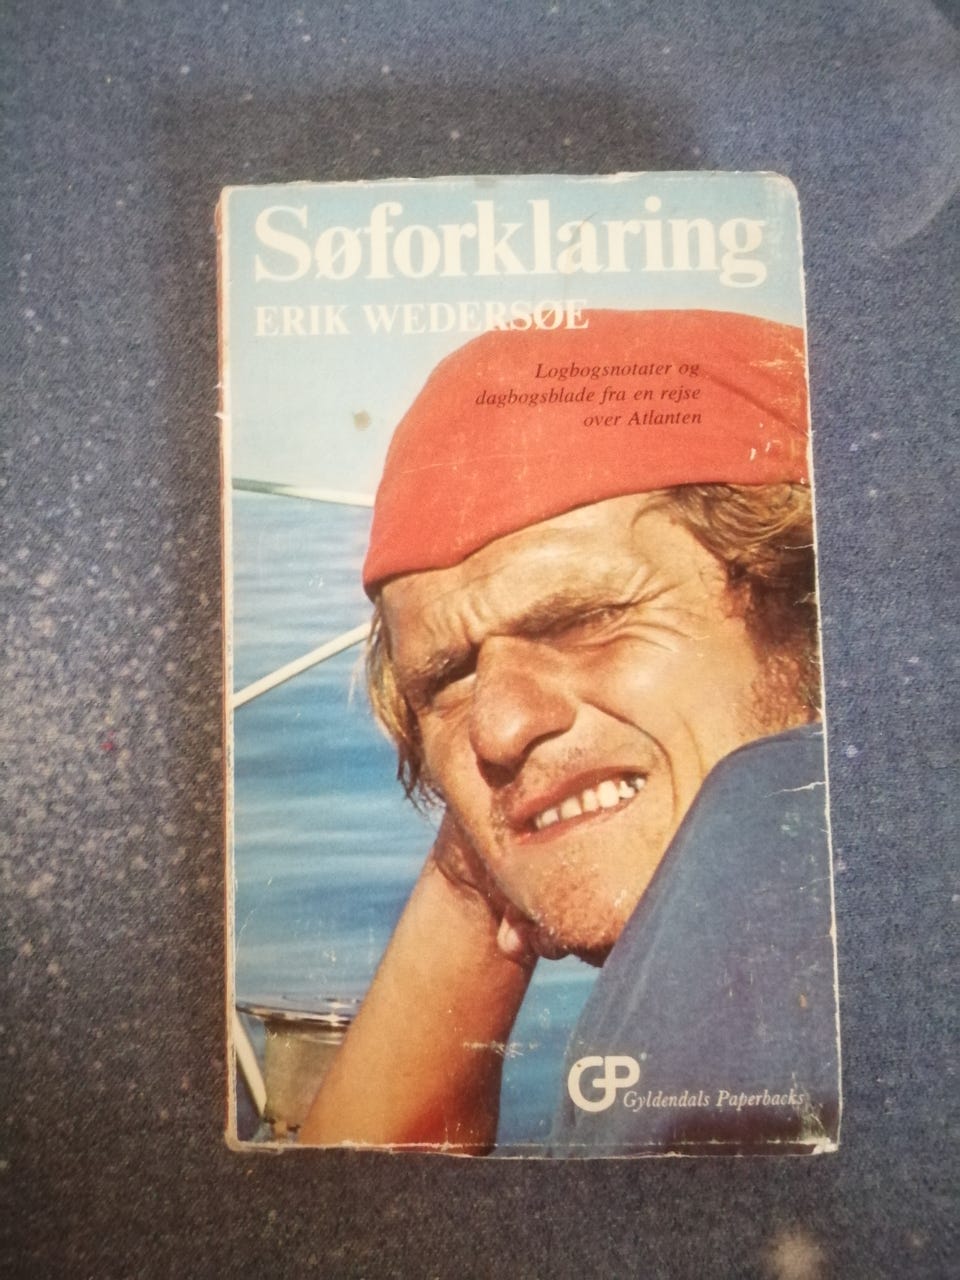 Søforklaring
ERIK WEDERSØE
Logbogsnotater og
dagbogsblade fra en rejse
over Atlanten
GP
Gyldendals Paperbacks